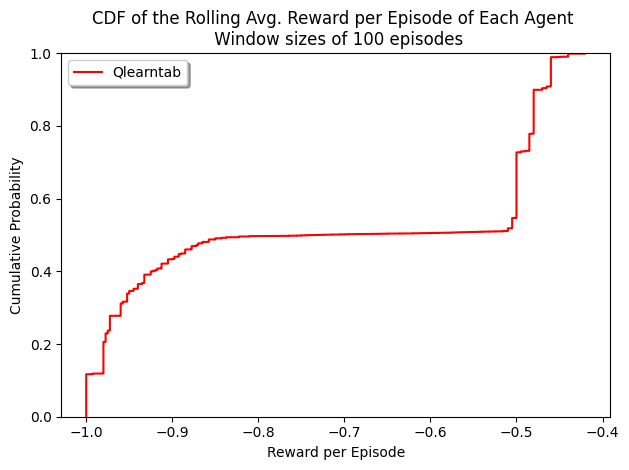 CDF of the Rolling Avg. Reward per Episode of Each Agent
Window sizes of 100 episodes
Qlearntab
Cumulative Probability
1.0
0.8
0.6
0.4
0.2
0.0
−1.0 −0.9 −0.8 −0.7 −0.6 −0.5 −0.4
Reward per Episode